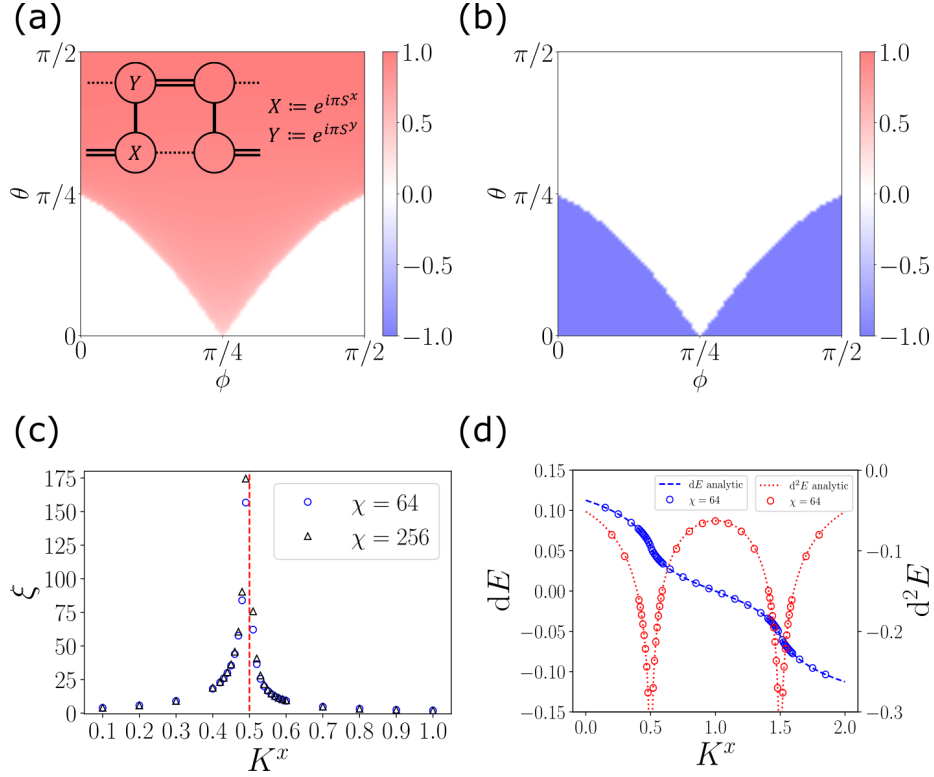 (a)
π/2
π/4
0
θ
0
π/4
π/2
ϕ
Y
X
X ≔ e^{iπS^x}
Y ≔ e^{iπS^y}
1.0
0.5
0.0
−0.5
−1.0
(b)
π/2
π/4
0
θ
0
π/4
π/2
ϕ
1.0
0.5
0.0
−0.5
−1.0
(c)
175
150
125
100
75
50
25
0
ξ
χ = 64
χ = 256
0.1 0.2 0.3 0.4 0.5 0.6 0.7 0.8 0.9 1.0
K^x
(d)
0.15
0.10
0.05
0.00
−0.05
−0.10
−0.15
dE
dE analytic
χ = 64
d²E analytic
χ = 64
0.0
−0.1
−0.2
−0.3
d²E
0.0 0.5 1.0 1.5 2.0
K^x